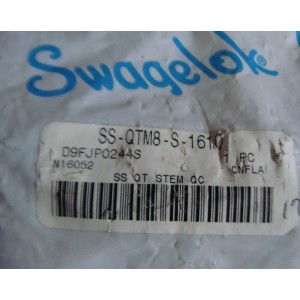 Swagelok
SS-QTM8-S-1610
D9FJP0244S
1 PC
N16052
CNFLA
SS QT STEM QC